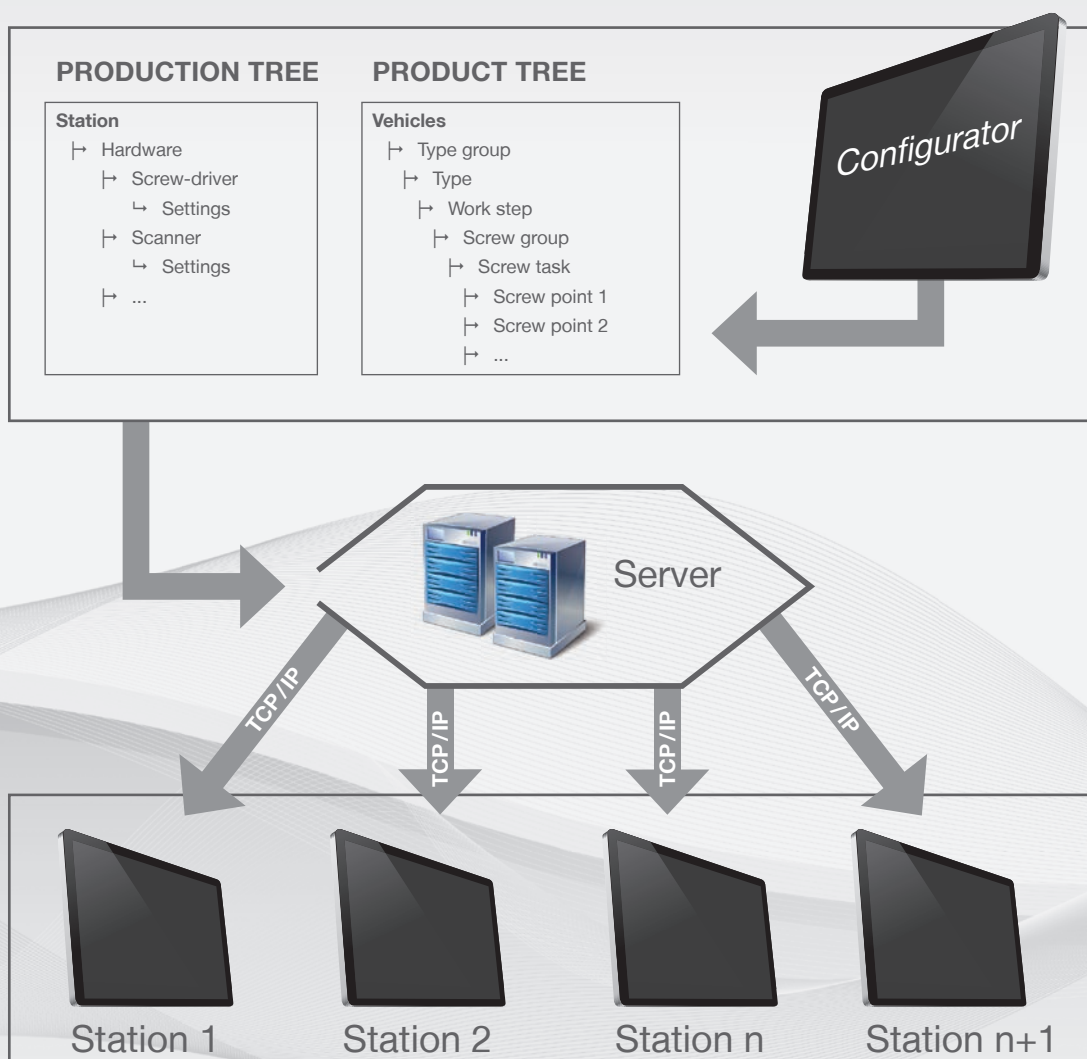 PRODUCTION TREE
Station
↦ Hardware
↦ Screw-driver
↳ Settings
↦ Scanner
↳ Settings
↦ ...
PRODUCT TREE
Vehicles
↦ Type group
↦ Type
↦ Work step
↦ Screw group
↦ Screw task
↦ Screw point 1
↦ Screw point 2
↦ ...
Configurator
Server
TCP/IP
TCP/IP
TCP/IP
TCP/IP
Station 1
Station 2
Station n
Station n+1